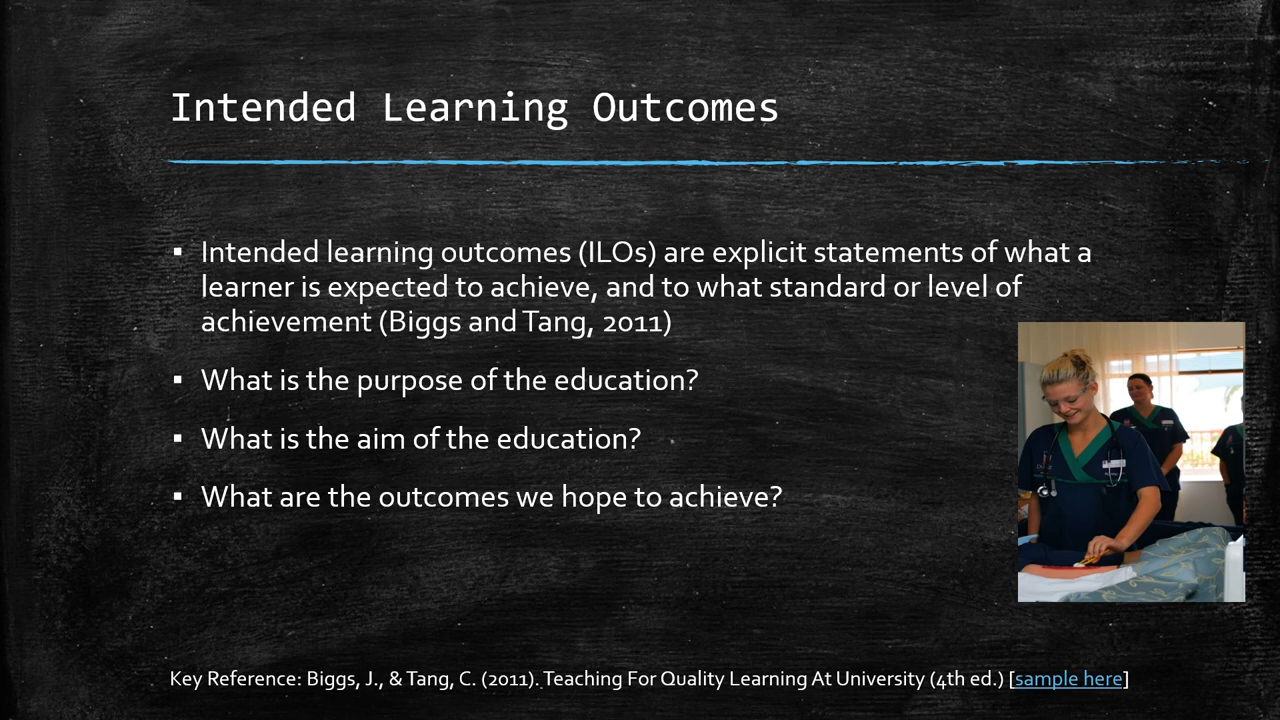 Intended Learning Outcomes
▪ Intended learning outcomes (ILOs) are explicit statements of what a
learner is expected to achieve, and to what standard or level of
achievement (Biggs and Tang, 2011)
▪ What is the purpose of the education?
▪ What is the aim of the education?
▪ What are the outcomes we hope to achieve?
Key Reference: Biggs, J., & Tang, C. (2011). Teaching For Quality Learning At University (4th ed.) [sample here]